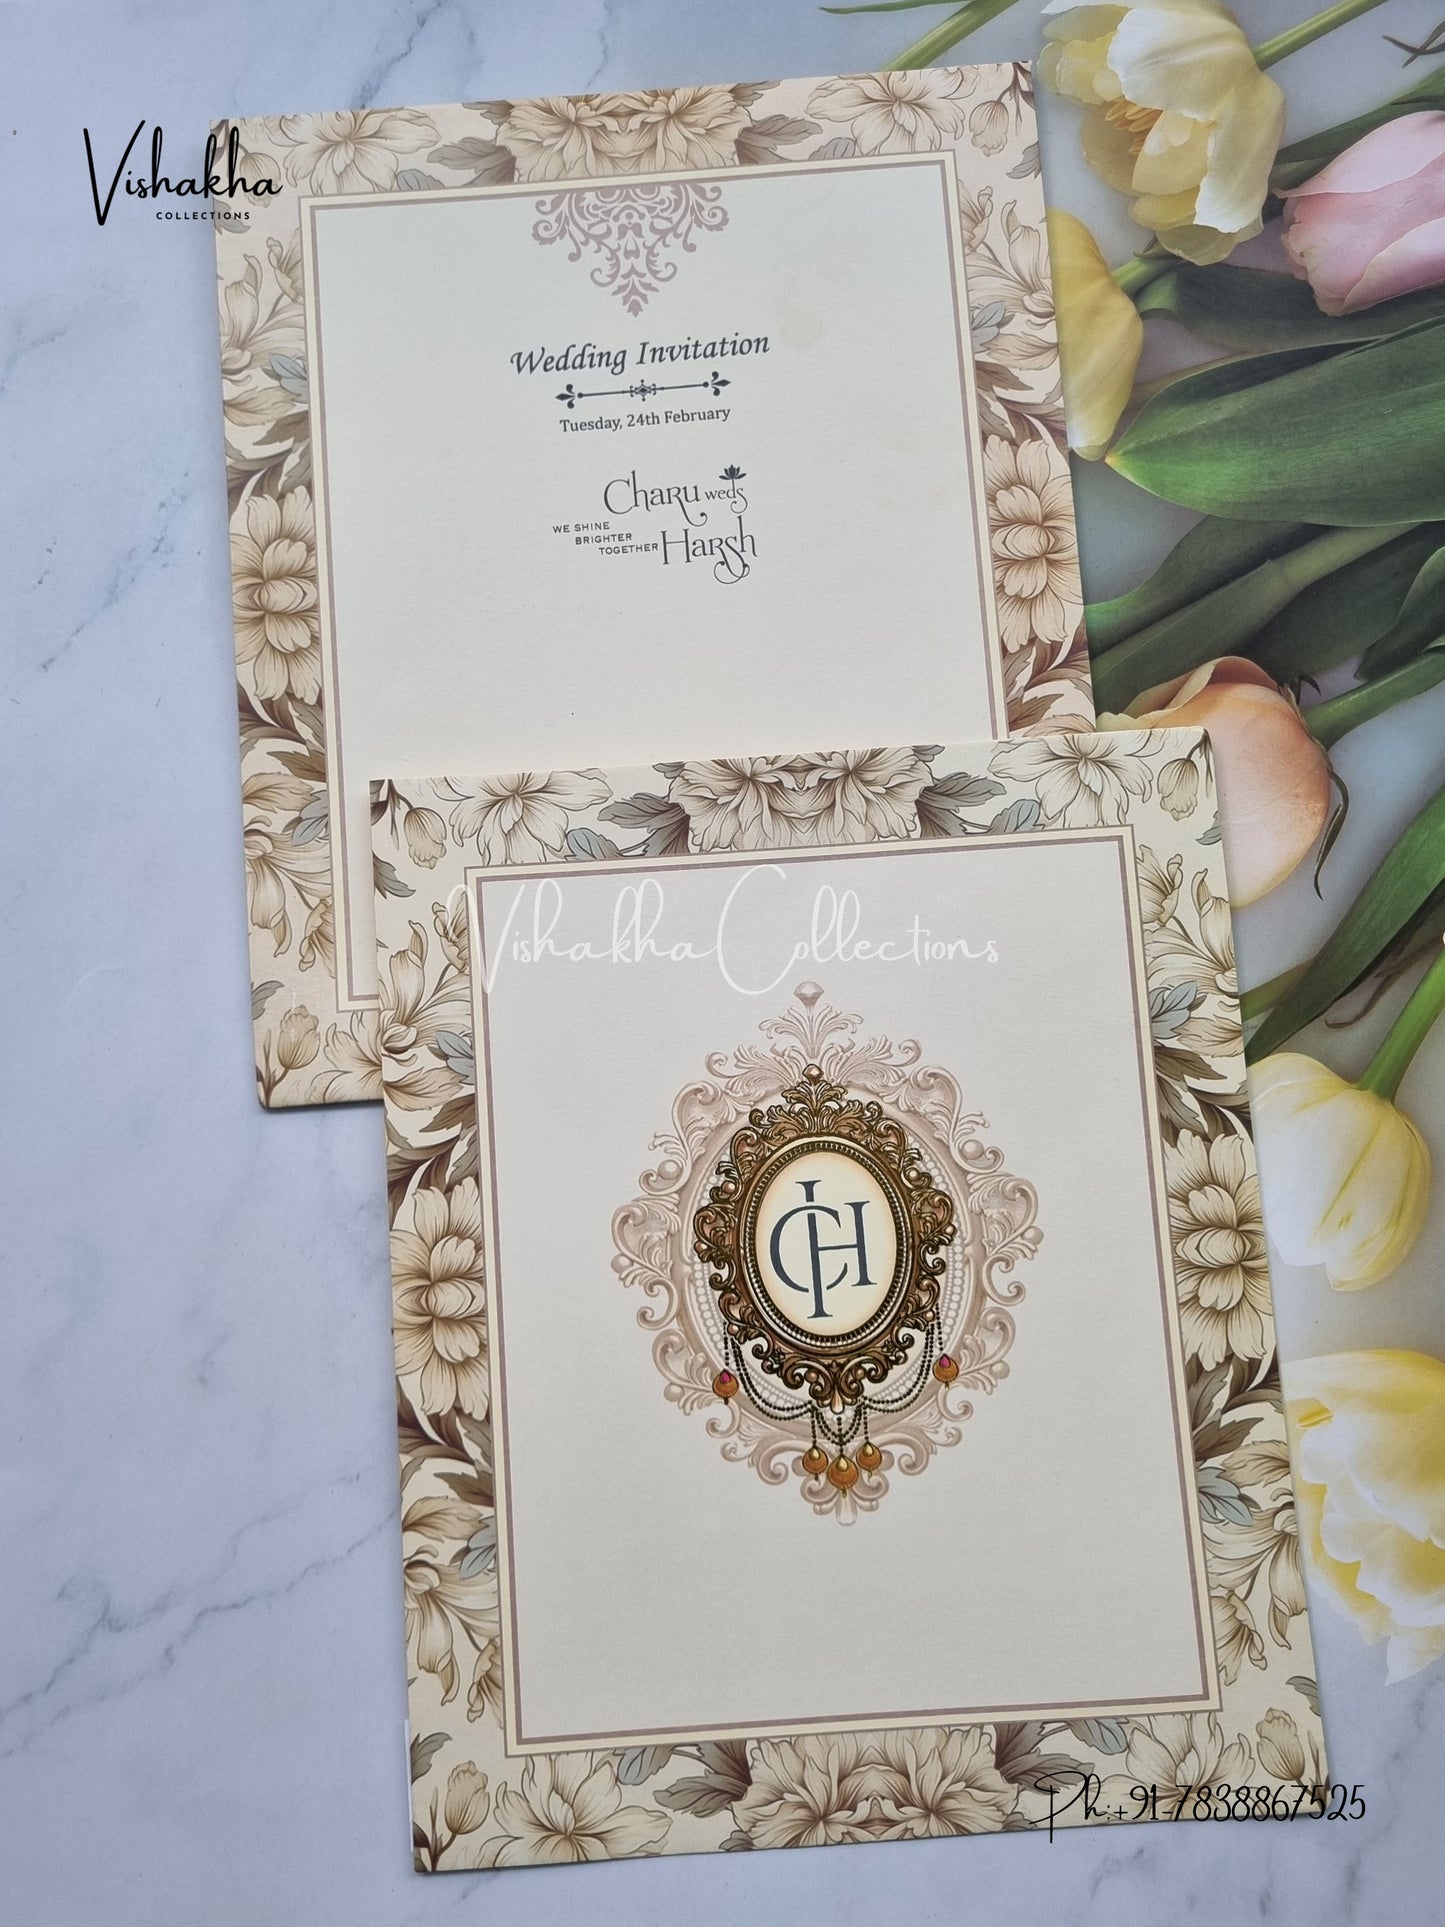 Vishakha
COLLECTIONS
Wedding Invitation
Tuesday, 24th February
Charu weds
WE SHINE
BRIGHTER
TOGETHER Harsh
Vishakha Collections
CH
Ph:+91-7838867525